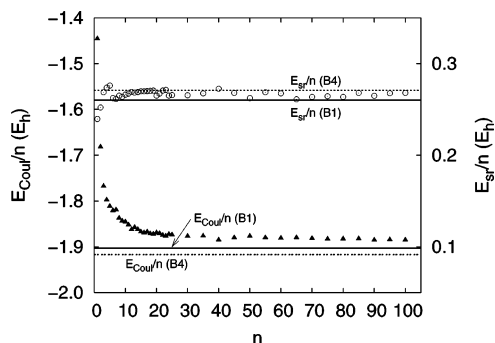 E_Coul/n (E_h)
-1.4
-1.5
-1.6
-1.7
-1.8
-1.9
-2.0
E_sr/n (B4)
E_sr/n (B1)
E_Coul/n (B1)
E_Coul/n (B4)
0.3
0.2
0.1
E_sr/n (E_h)
0 10 20 30 40 50 60 70 80 90 100
n